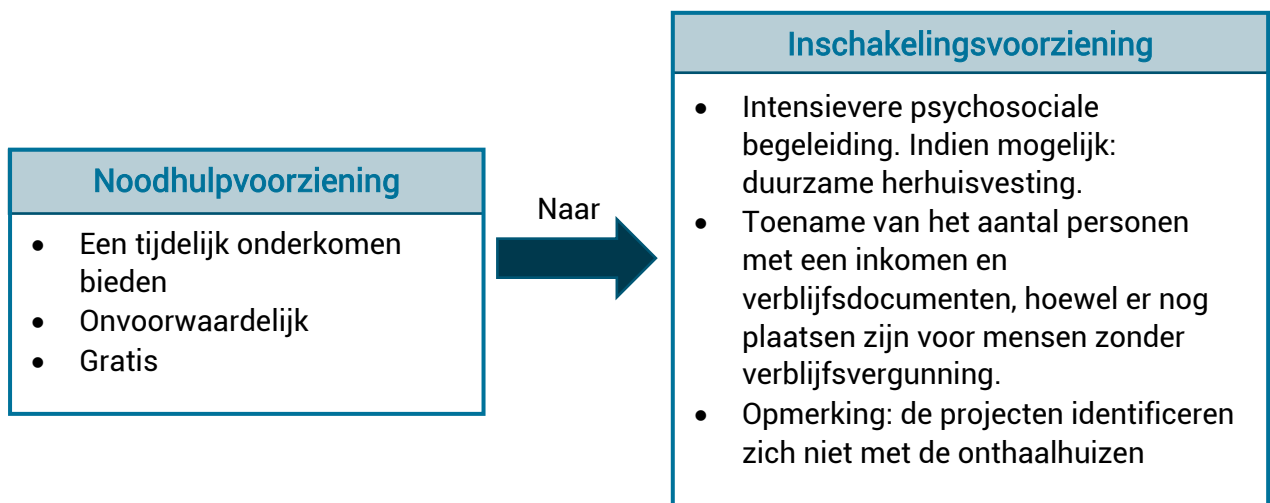 Noodhulpvoorziening
• Een tijdelijk onderkomen
bieden
• Onvoorwaardelijk
• Gratis
Naar
Inschakelingsvoorziening
• Intensievere psychosociale
begeleiding. Indien mogelijk:
duurzame herhuisvesting.
• Toename van het aantal personen
met een inkomen en
verblijfsdocumenten, hoewel er nog
plaatsen zijn voor mensen zonder
verblijfsvergunning.
• Opmerking: de projecten identificeren
zich niet met de onthaalhuizen